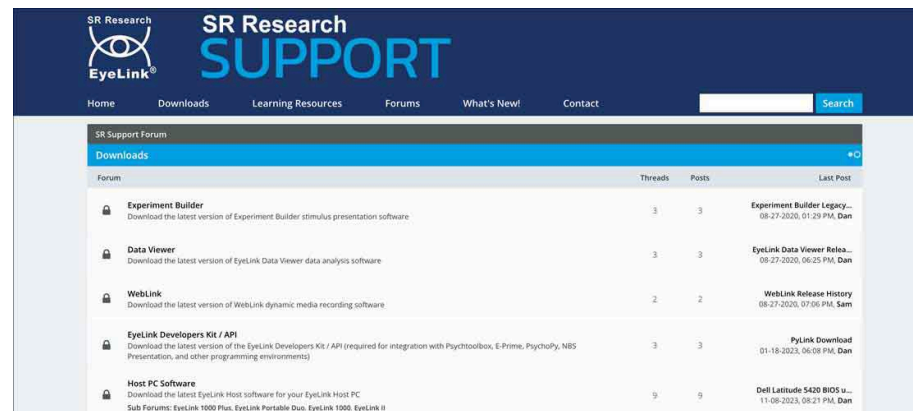 SR Research
EyeLink®
SR Research
SUPPORT
Home Downloads Learning Resources Forums What's New! Contact Search
SR Support Forum
Downloads
Forum Threads Posts Last Post
Experiment Builder
Download the latest version of Experiment Builder stimulus presentation software
3 3
Experiment Builder Legacy...
08-27-2020, 01:29 PM, Dan
Data Viewer
Download the latest version of EyeLink Data Viewer data analysis software
3 3
EyeLink Data Viewer Relea...
08-27-2020, 06:25 PM, Dan
WebLink
Download the latest version of WebLink dynamic media recording software
2 2
WebLink Release History
08-27-2020, 07:06 PM, Sam
EyeLink Developers Kit / API
Download the latest version of the EyeLink Developers Kit / API (required for integration with Psychtoolbox, E-Prime, PsychoPy, NBS
Presentation, and other programming environments)
3 3
PyLink Download
01-18-2023, 06:08 PM, Dan
Host PC Software
Download the latest EyeLink Host software for your EyeLink Host PC
Sub Forums: EyeLink 1000 Plus, EyeLink Portable Duo, EyeLink 1000, EyeLink II
9 9
Dell Latitude 5420 BIOS u...
11-08-2023, 08:21 PM, Dan